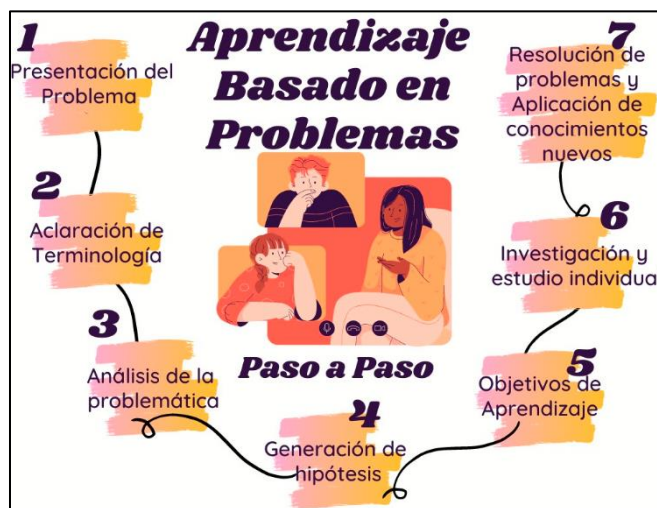 Aprendizaje
Basado en
Problemas
1
Presentación del
Problema
2
Aclaración de
Terminología
3
Análisis de la
problemática
4
Generación de
hipótesis
5
Objetivos de
Aprendizaje
6
Investigación y
estudio individua
7
Resolución de
problemas y
Aplicación de
conocimientos
nuevos
Paso a Paso